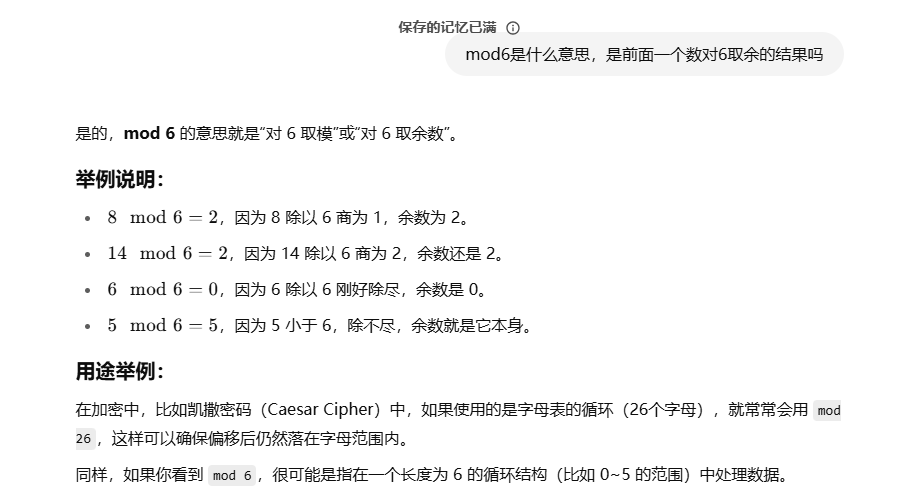 保存的记忆已满
mod6是什么意思，是前面一个数对6取余的结果吗
是的，mod 6 的意思就是“对 6 取模”或“对 6 取余数”。
举例说明：
8 mod 6 = 2，因为 8 除以 6 商为 1，余数为 2。
14 mod 6 = 2，因为 14 除以 6 商为 2，余数还是 2。
6 mod 6 = 0，因为 6 除以 6 刚好除尽，余数是 0。
5 mod 6 = 5，因为 5 小于 6，除不尽，余数就是它本身。
用途举例：
在加密中，比如凯撒密码（Caesar Cipher）中，如果使用的是字母表的循环（26个字母），就常常会用 mod
26，这样可以确保偏移后仍然落在字母范围内。
同样，如果你看到 mod 6，很可能是指在一个长度为 6 的循环结构（比如 0~5 的范围）中处理数据。